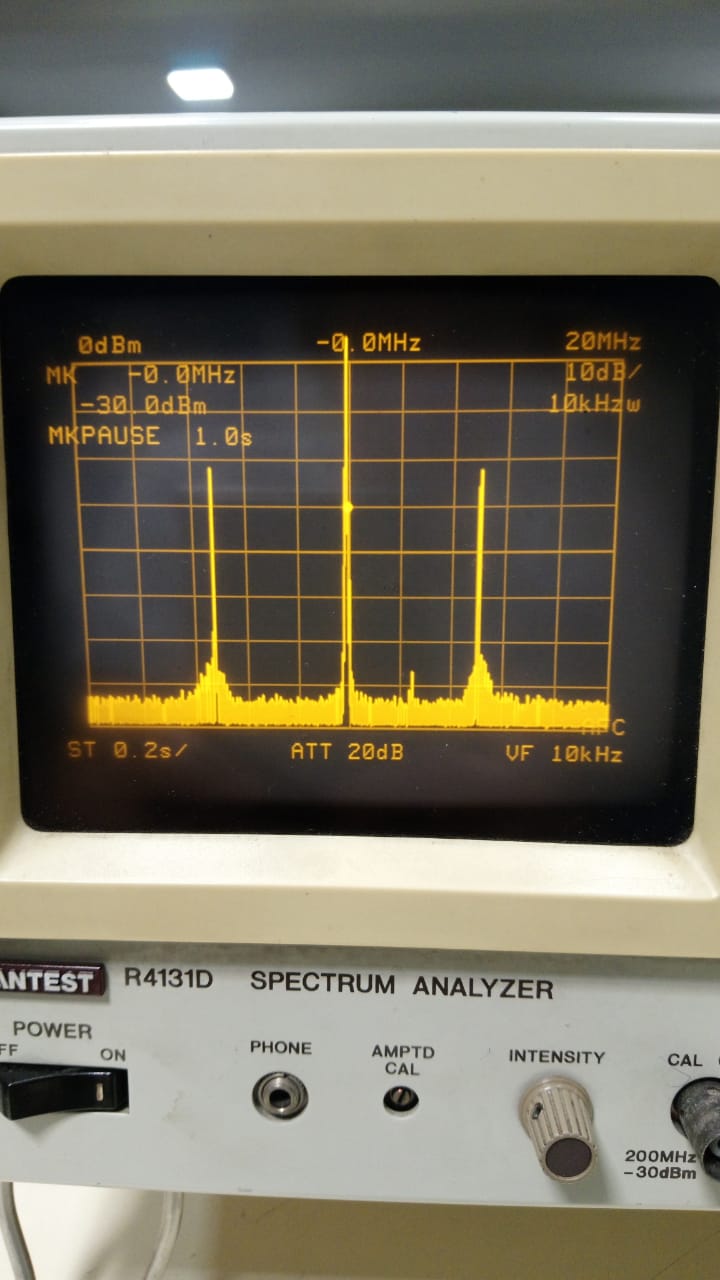 0dBm -0.0MHz 20MHz
MK -0.0MHz 10dB/
-30.0dBm 10kHzw
MKPAUSE 1.0s
AFC
ST 0.2s/ ATT 20dB VF 10kHz
ANTEST R4131D SPECTRUM ANALYZER
POWER
FF ON
PHONE
AMPTD
CAL
INTENSITY
CAL
200MHz
-30dBm